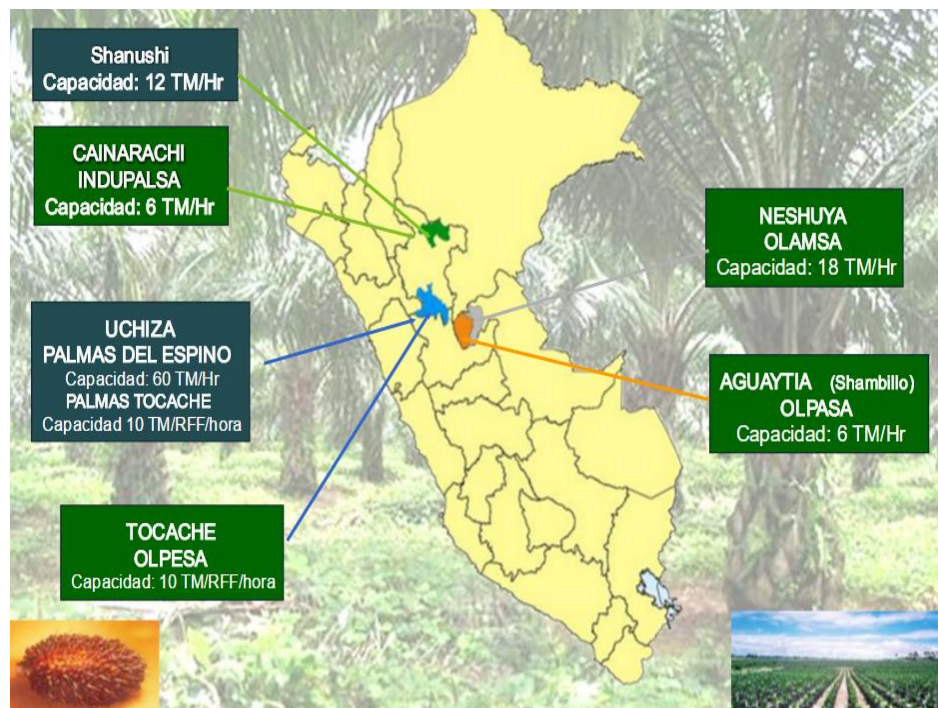 Shanushi
Capacidad: 12 TM/Hr
CAINARACHI
INDUPALSA
Capacidad: 6 TM/Hr
UCHIZA
PALMAS DEL ESPINO
Capacidad: 60 TM/Hr
PALMAS TOCACHE
Capacidad 10 TM/RFF/hora
TOCACHE
OLPESA
Capacidad: 10 TM/RFF/hora
NESHUYA
OLAMSA
Capacidad: 18 TM/Hr
AGUAYTIA (Shambillo)
OLPASA
Capacidad: 6 TM/Hr